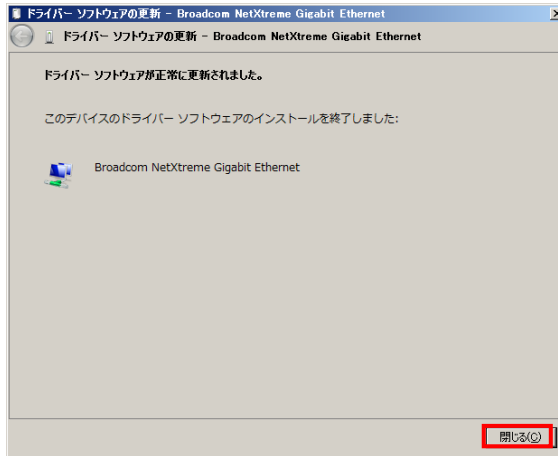 ドライバー ソフトウェアの更新 - Broadcom NetXtreme Gigabit Ethernet
ドライバー ソフトウェアの更新 - Broadcom NetXtreme Gigabit Ethernet
ドライバー ソフトウェアが正常に更新されました。
このデバイスのドライバー ソフトウェアのインストールを終了しました:
Broadcom NetXtreme Gigabit Ethernet
閉じる(C)